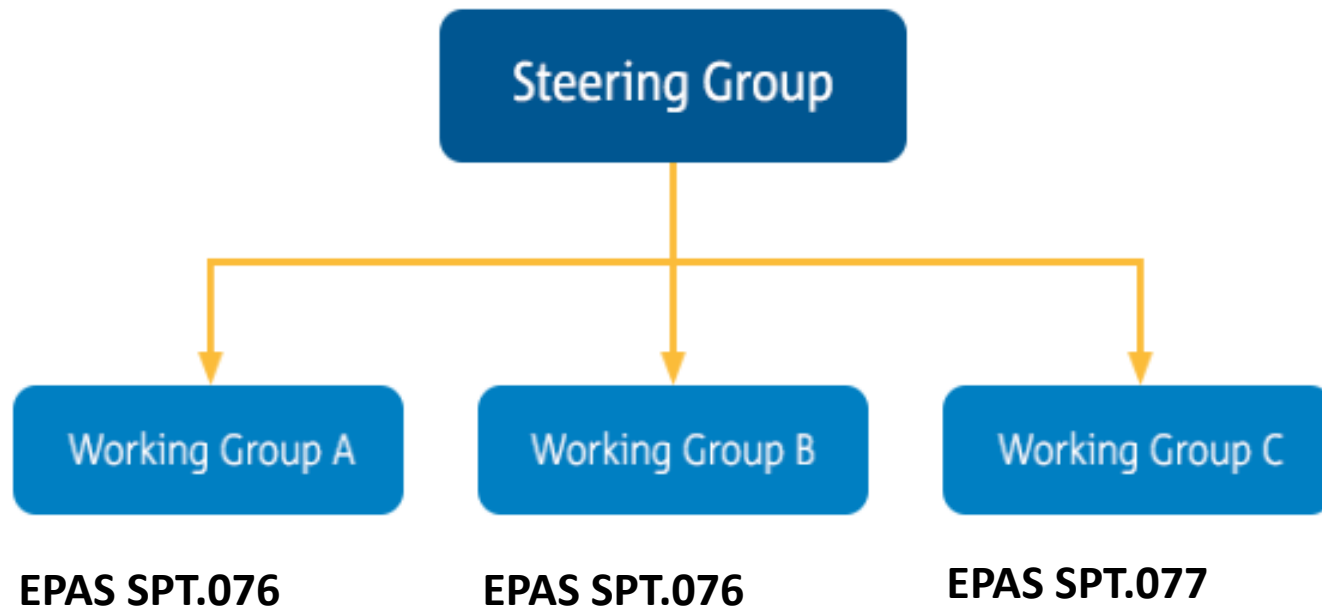 Steering Group
Working Group A
Working Group B
Working Group C
EPAS SPT.076
EPAS SPT.076
EPAS SPT.077